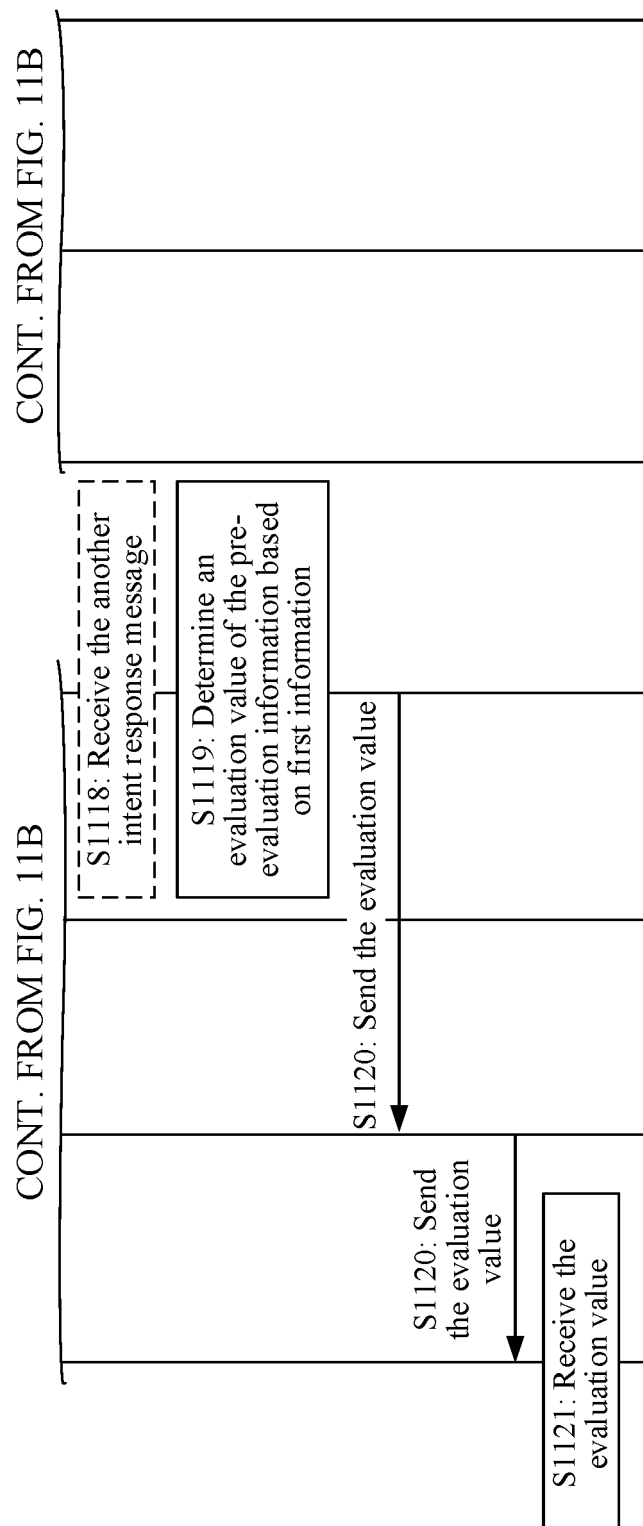 CONT. FROM FIG. 11B
CONT. FROM FIG. 11B
S1118: Receive the another
intent response message
S1119: Determine an
evaluation value of the pre-
evaluation information based
on first information
S1120: Send the evaluation value
S1120: Send
the evaluation
value
S1121: Receive the
evaluation value